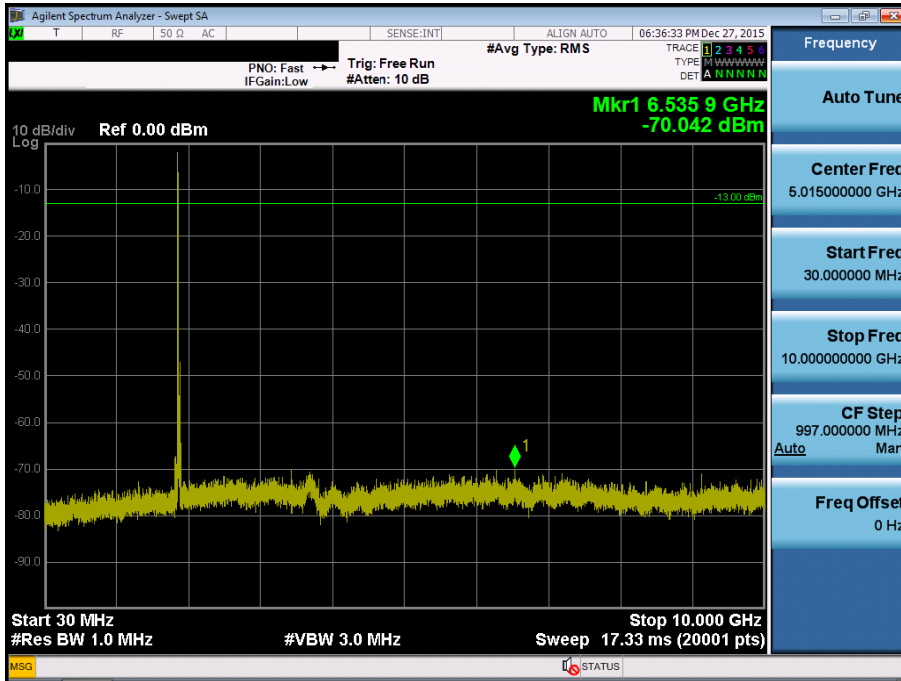 Agilent Spectrum Analyzer - Swept SA
LXI T RF 50 Ω AC SENSE:INT ALIGN AUTO 06:36:33 PM Dec 27, 2015
PNO: Fast
IFGain:Low
Trig: Free Run
#Atten: 10 dB
#Avg Type: RMS
TRACE 1 2 3 4 5 6
TYPE M W W W W W
DET A N N N N N
Frequency
Mkr1 6.535 9 GHz
-70.042 dBm
10 dB/div Ref 0.00 dBm
Log
-10.0
-13.00 dBm
-20.0
-30.0
-40.0
-50.0
-60.0
1
-70.0
-80.0
-90.0
Start 30 MHz Stop 10.000 GHz
#Res BW 1.0 MHz #VBW 3.0 MHz Sweep 17.33 ms (20001 pts)
MSG STATUS
Auto Tune
Center Freq
5.015000000 GHz
Start Freq
30.000000 MHz
Stop Freq
10.000000000 GHz
CF Step
997.000000 MHz
Auto Man
Freq Offset
0 Hz